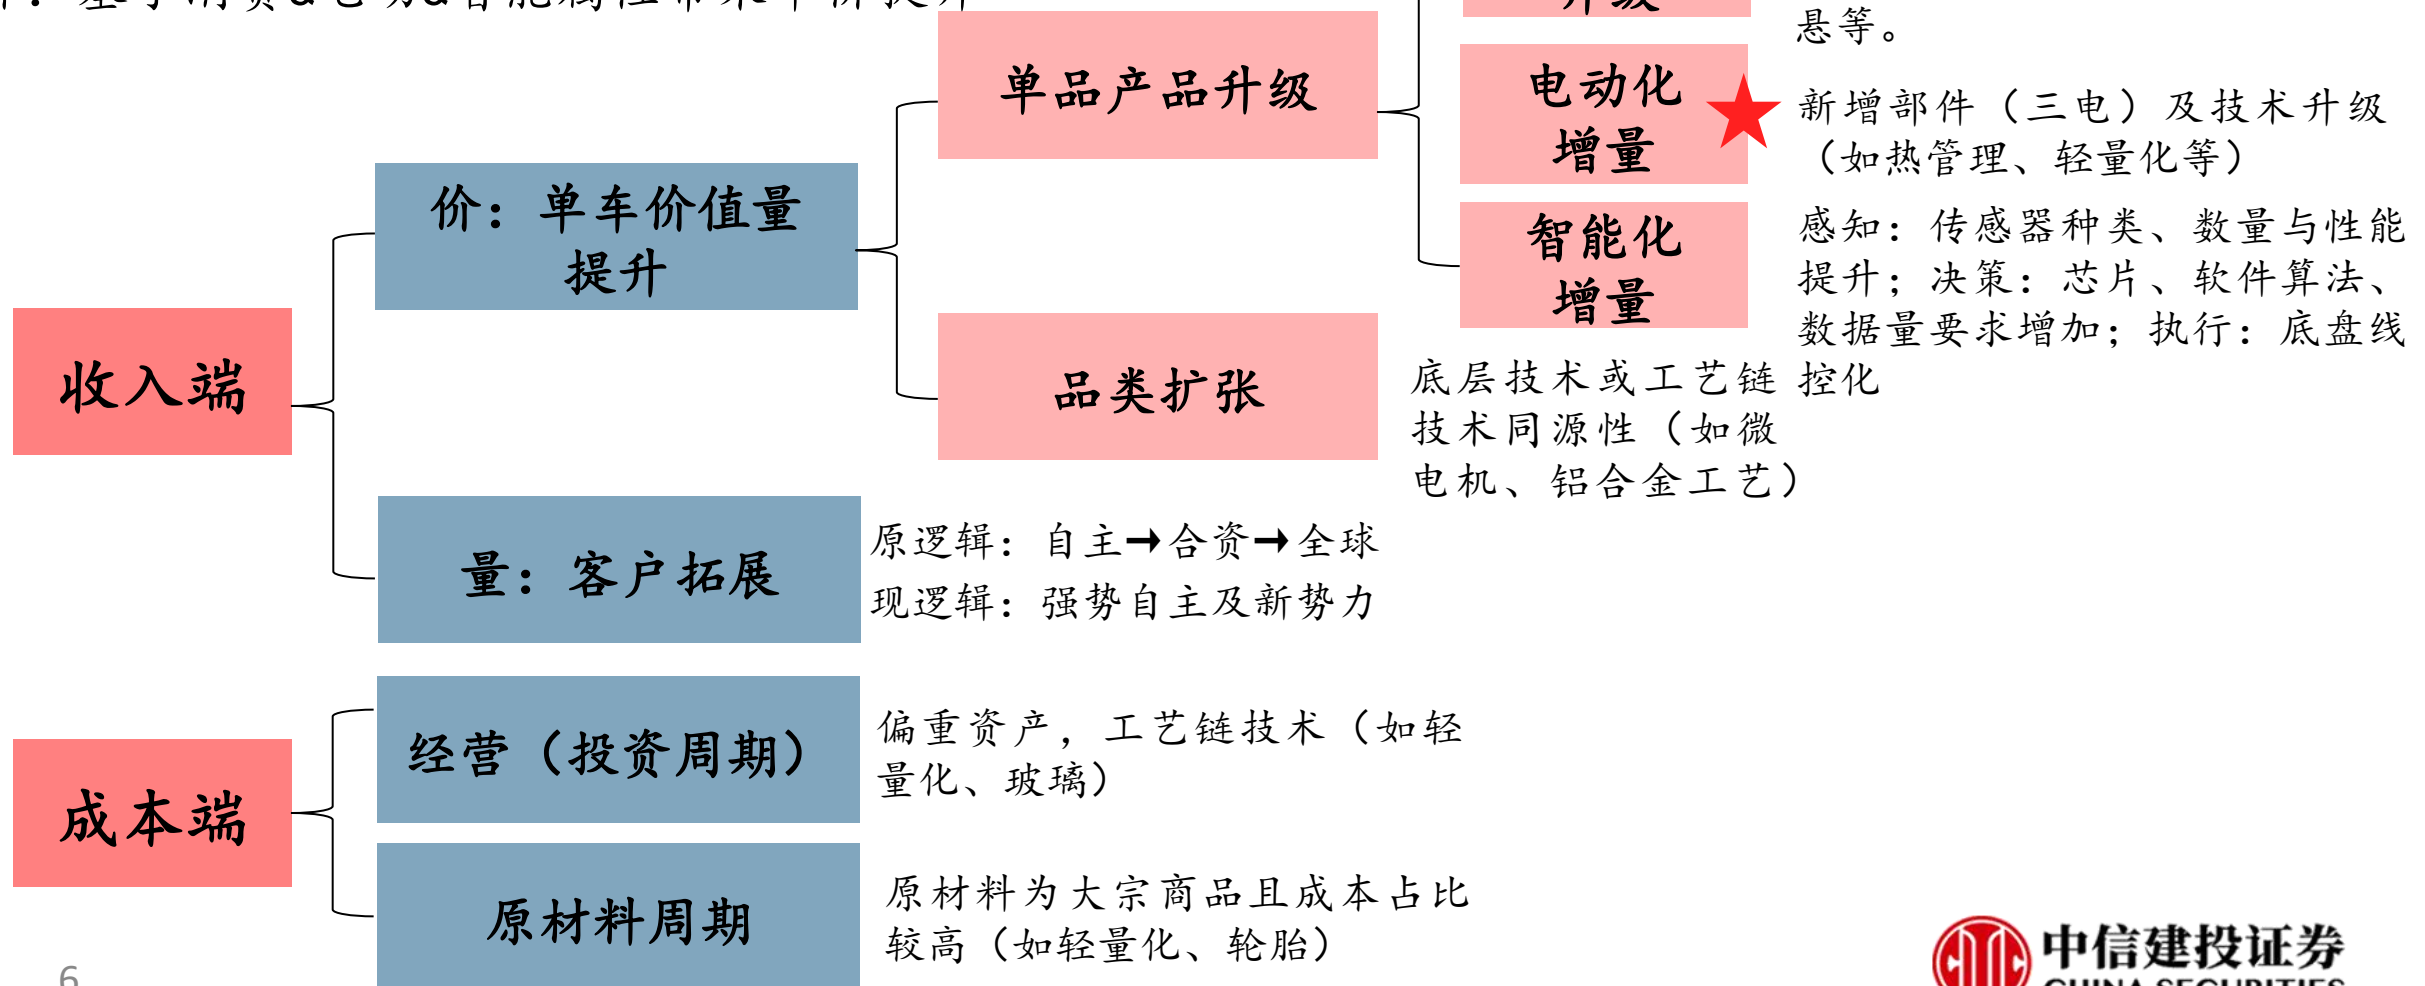 悬等。
单品产品升级
电动化
增量
新增部件（三电）及技术升级
（如热管理、轻量化等）
价：单车价值量
提升
智能化
增量
感知：传感器种类、数量与性能
提升；决策：芯片、软件算法、
数据量要求增加；执行：底盘线
控化
收入端
品类扩张
底层技术或工艺链
技术同源性（如微
电机、铝合金工艺）
量：客户拓展
原逻辑：自主→合资→全球
现逻辑：强势自主及新势力
成本端
经营（投资周期）
偏重资产，工艺链技术（如轻
量化、玻璃）
原材料周期
原材料为大宗商品且成本占比
较高（如轻量化、轮胎）
6
中信建投证券
CHINA SECURITIES